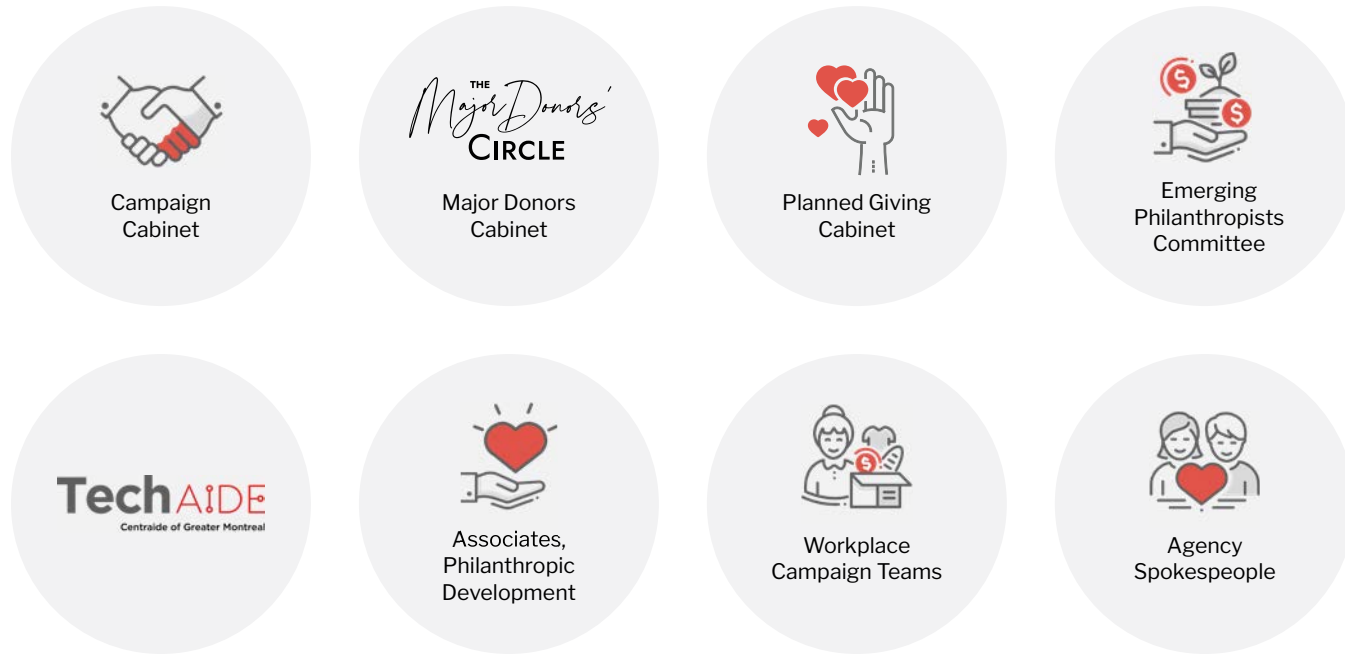 Campaign
Cabinet
THE
Major Donors'
CIRCLE
Major Donors
Cabinet
Planned Giving
Cabinet
$
$
Emerging
Philanthropists
Committee
TechAIDE
Centraide of Greater Montreal
Associates,
Philanthropic
Development
$
Workplace
Campaign Teams
Agency
Spokespeople